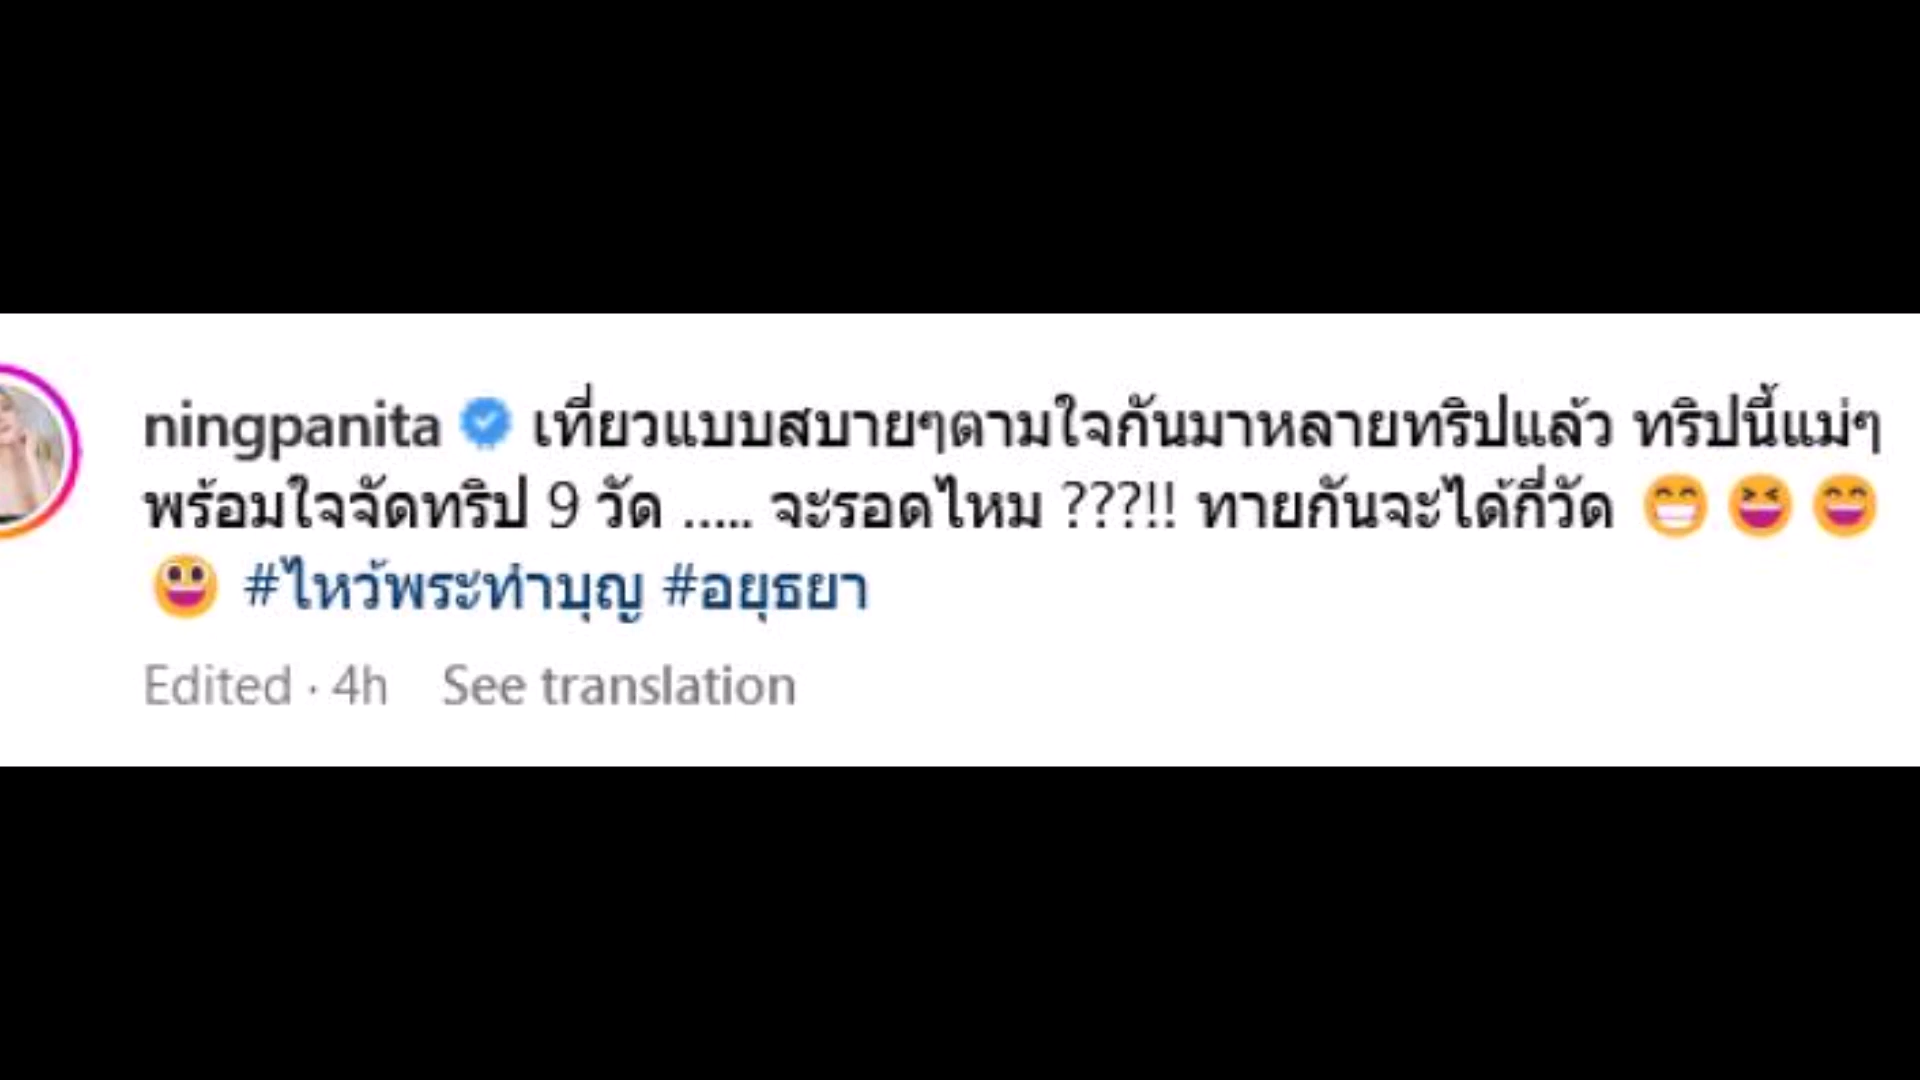 ningpanita เที่ยวแบบสบายๆตามใจกันมาหลายทริปแล้ว ทริปนี้แม่ๆ
พร้อมใจจัดทริป 9 วัด ..... จะรอดไหม ???!! ทายกันจะได้กี่วัด 😁😆😄
😃 #ไหว้พระทำบุญ #อยุธยา
Edited · 4h See translation